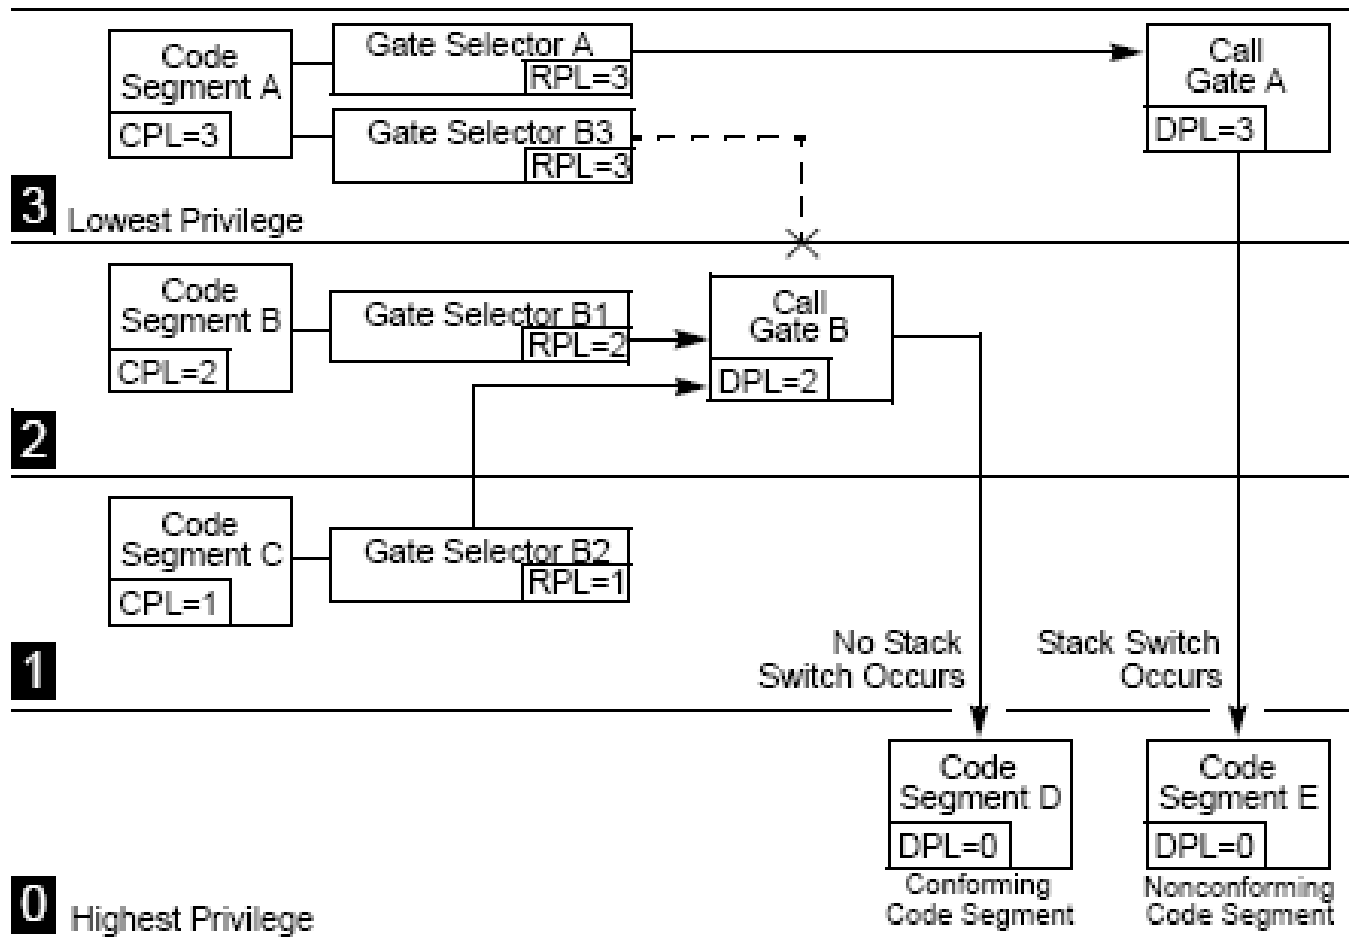 Code
Segment A
CPL=3
Gate Selector A
RPL=3
Gate Selector B3
RPL=3
Call
Gate A
DPL=3
3
Lowest Privilege
Code
Segment B
CPL=2
Gate Selector B1
RPL=2
Call
Gate B
DPL=2
2
Code
Segment C
CPL=1
Gate Selector B2
RPL=1
No Stack
Switch Occurs
Stack Switch
Occurs
1
Code
Segment D
DPL=0
Conforming
Code Segment
Code
Segment E
DPL=0
Nonconforming
Code Segment
0
Highest Privilege